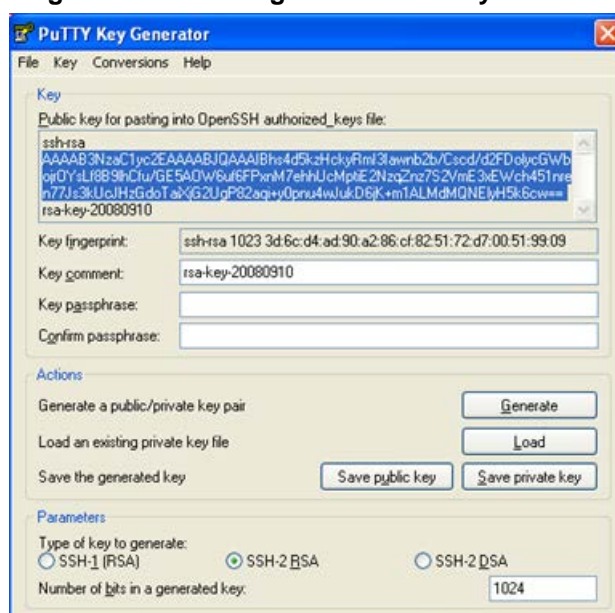 PuTTY Key Generator
File Key Conversions Help
Key
Public key for pasting into OpenSSH authorized_keys file:
ssh-rsa
rsa-key-20080910
Key fingerprint: ssh-rsa 1023 3d:6c:d4:ad:90:a2:86:cf:82:51:72:d7:00:51:99:09
Key comment: rsa-key-20080910
Key passphrase:
Confirm passphrase:
Actions
Generate a public/private key pair Generate
Load an existing private key file Load
Save the generated key Save public key Save private key
Parameters
Type of key to generate:
SSH-1 (RSA) SSH-2 RSA SSH-2 DSA
Number of bits in a generated key: 1024